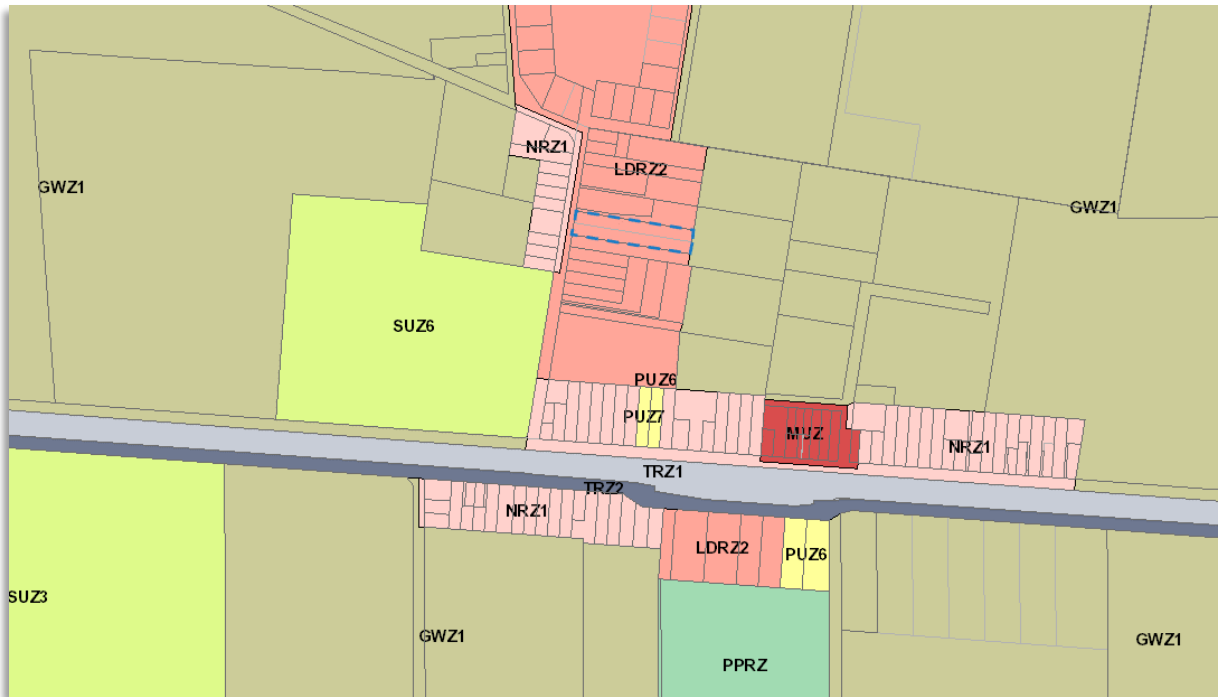 NRZ1
LDRZ2
GWZ1
GWZ1
SUZ6
PUZ6
PUZ7
MUZ
NRZ1
TRZ1
TRZ2
NRZ1
LDRZ2
PUZ6
SUZ3
GWZ1
GWZ1
PPRZ